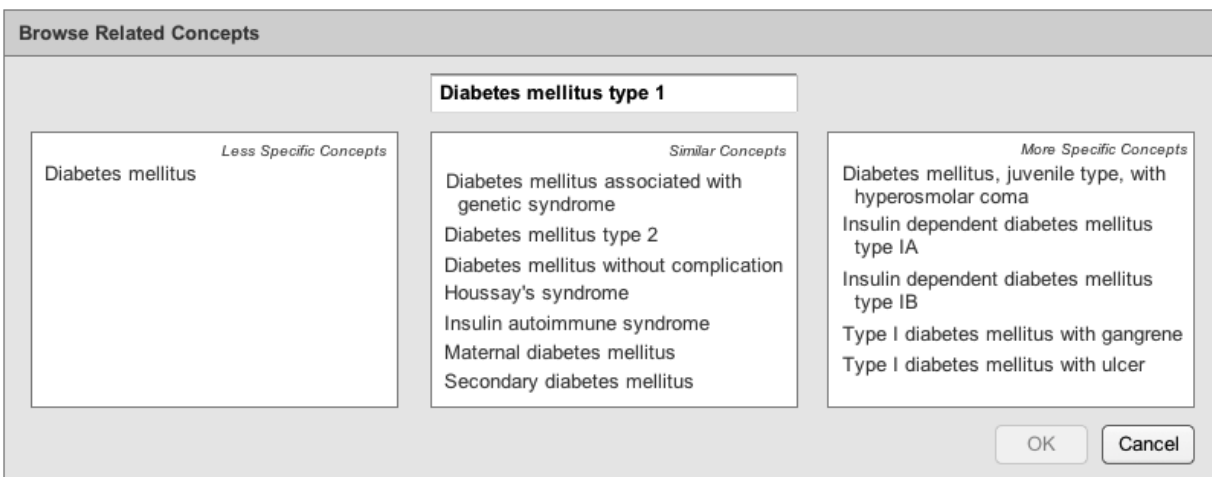 Browse Related Concepts
Diabetes mellitus type 1
Less Specific Concepts
Diabetes mellitus
Similar Concepts
Diabetes mellitus associated with
genetic syndrome
Diabetes mellitus type 2
Diabetes mellitus without complication
Houssay's syndrome
Insulin autoimmune syndrome
Maternal diabetes mellitus
Secondary diabetes mellitus
More Specific Concepts
Diabetes mellitus, juvenile type, with
hyperosmolar coma
Insulin dependent diabetes mellitus
type IA
Insulin dependent diabetes mellitus
type IB
Type I diabetes mellitus with gangrene
Type I diabetes mellitus with ulcer
OK
Cancel